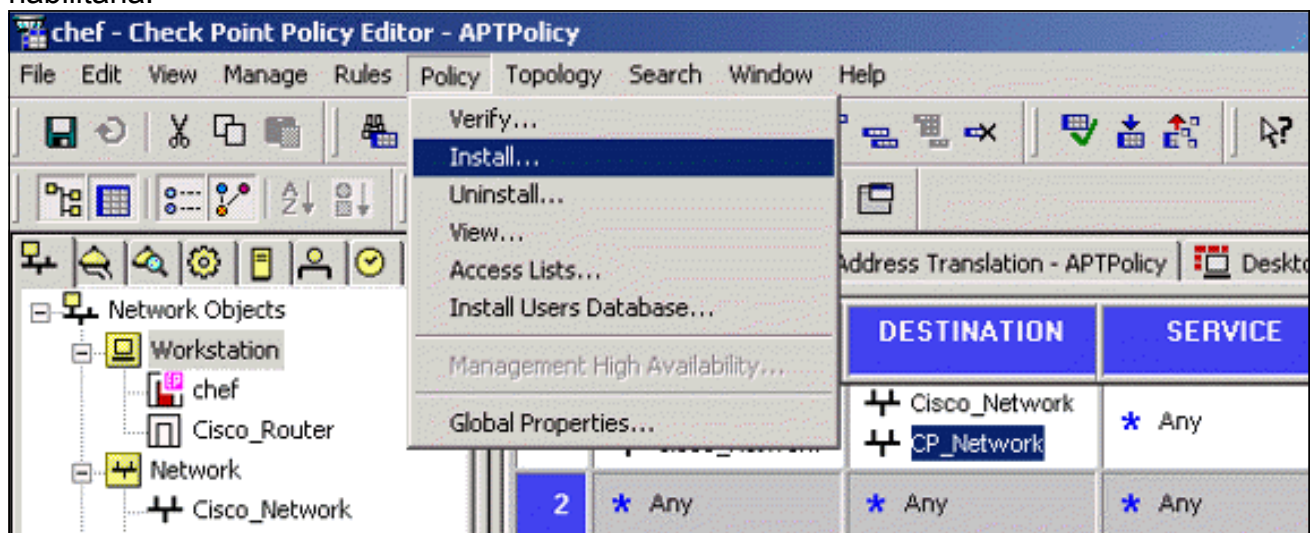 chef - Check Point Policy Editor - APTPolicy
File Edit View Manage Rules Policy Topology Search Window Help
Verify...
Install...
Uninstall...
View...
Access Lists...
Install Users Database...
Management High Availability...
Global Properties...
Address Translation - APTPolicy
Network Objects
Workstation
chef
Cisco_Router
Network
Cisco_Network
DESTINATION SERVICE
Cisco_Network
CP_Network
* Any
2 * Any * Any * Any